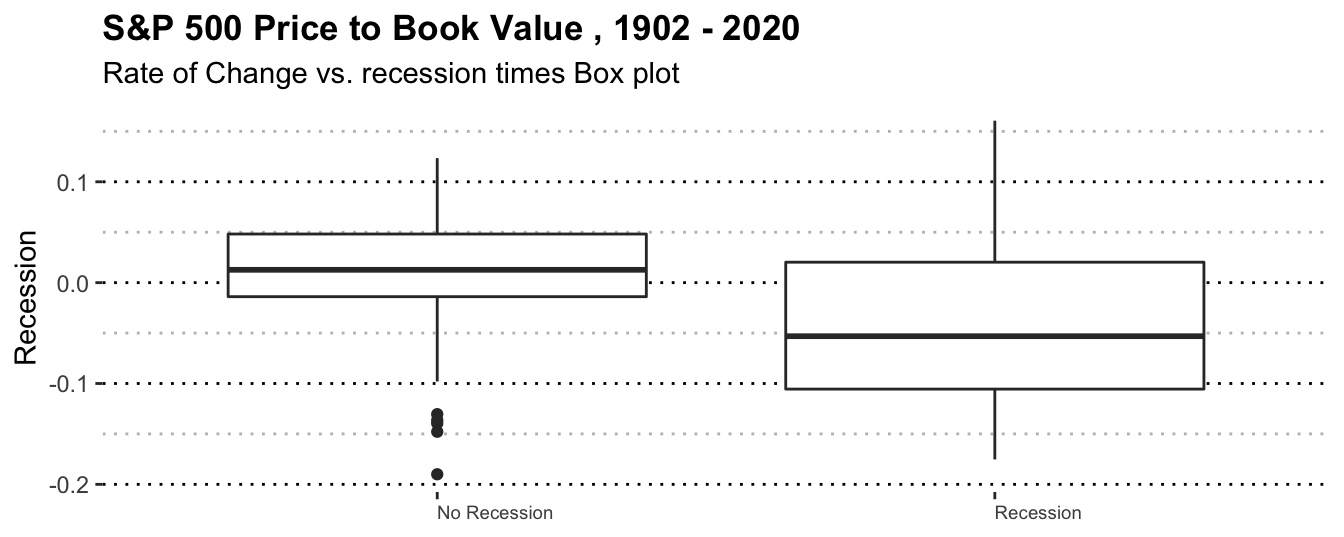 S&P 500 Price to Book Value , 1902 - 2020
Rate of Change vs. recession times Box plot
Recession
0.1
0.0
-0.1
-0.2
No Recession
Recession